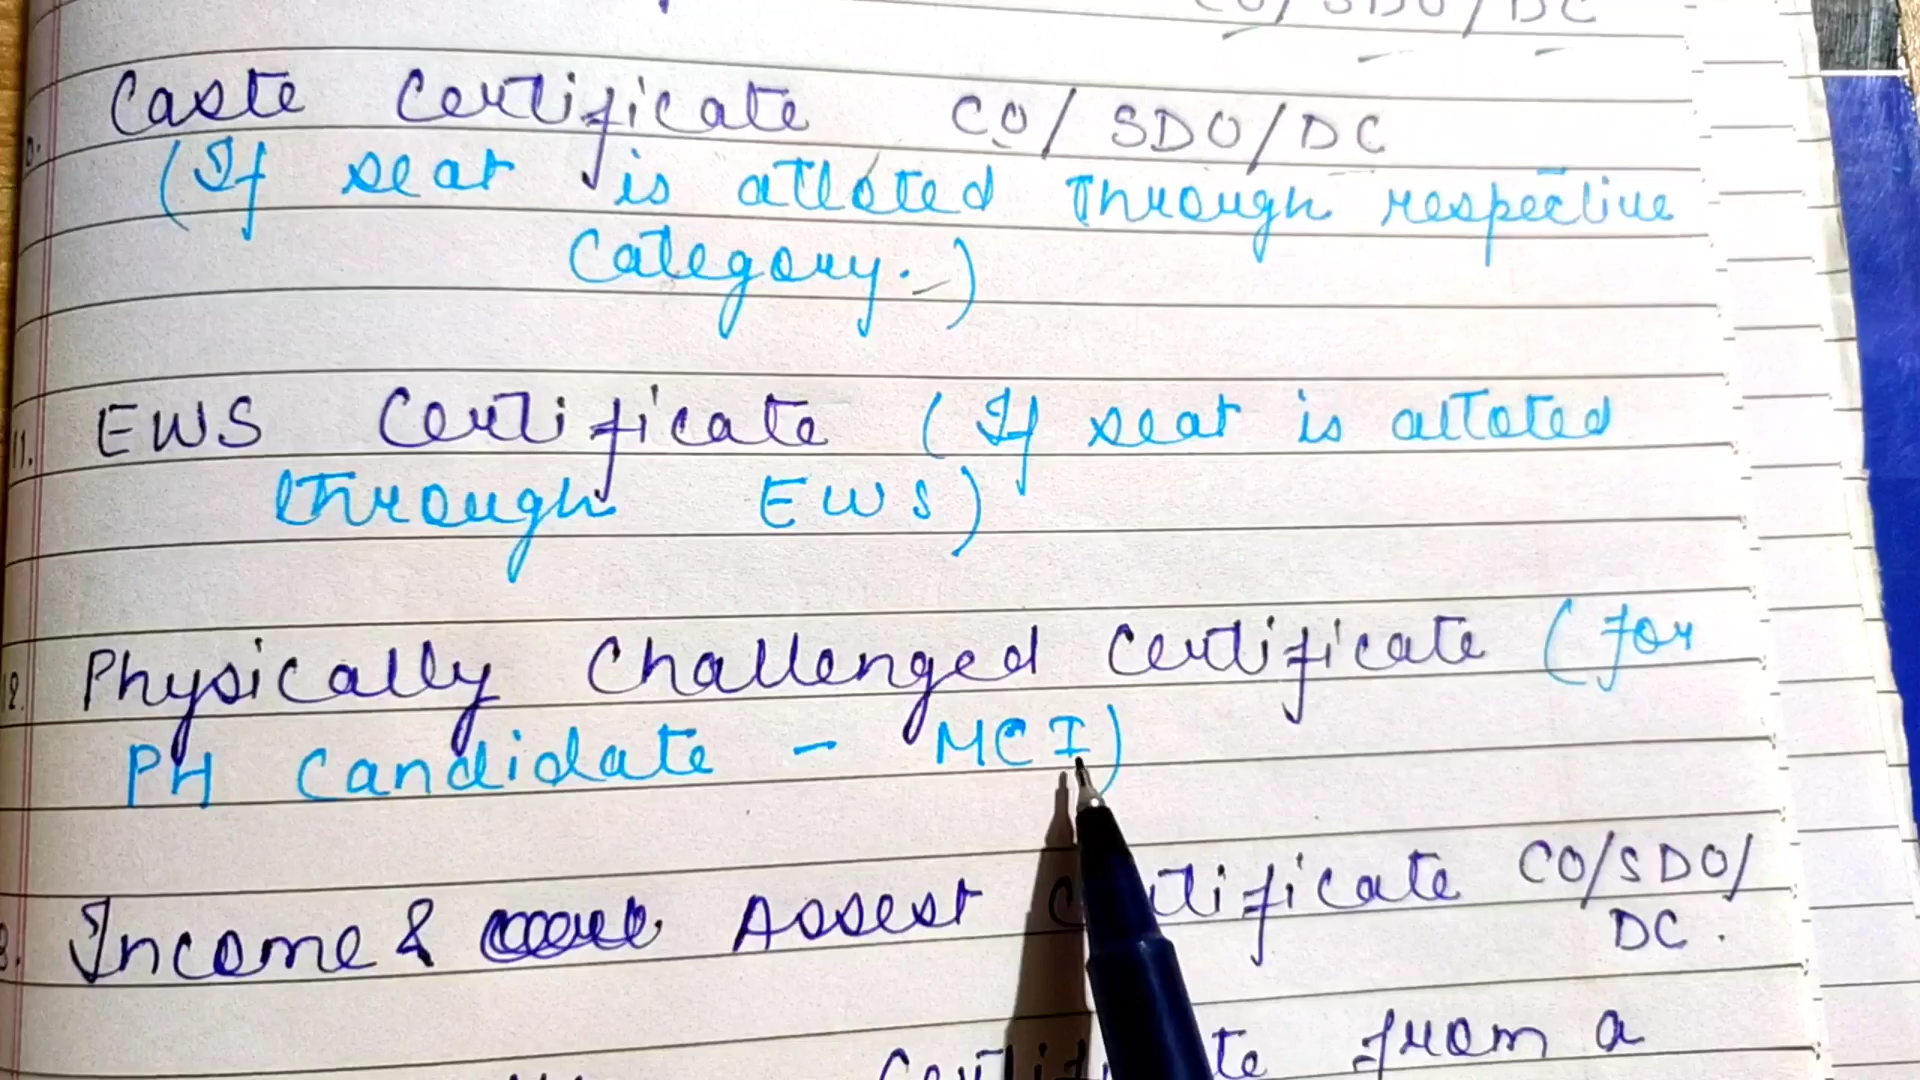 CO/SDO/DC
Caste Certificate CO/SDO/DC
(If seat is alloted through respective
Category.)
11. EWS Certificate (If seat is alloted
through EWS)
12. Physically Challenged Certificate (for
PH Candidate - MCI)
Income & Assest Certificate CO/SDO/
DC.
from a